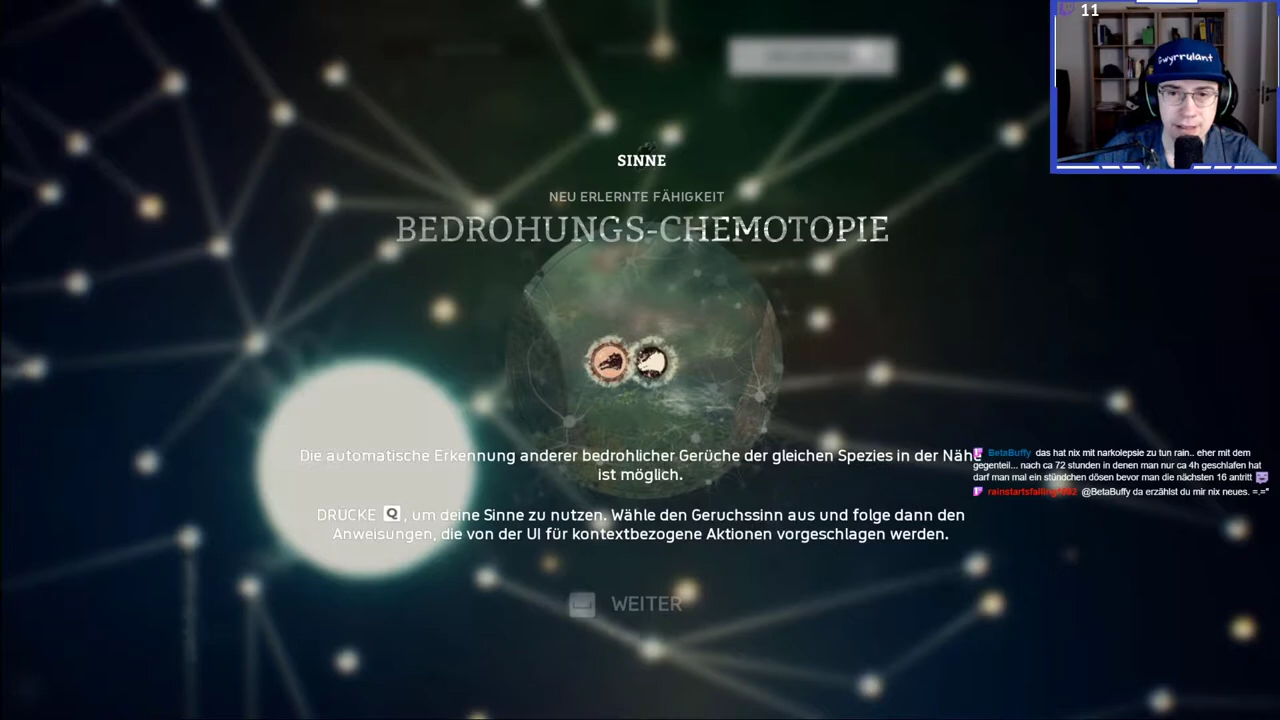 11
Gwyrrulant
SINNE
NEU ERLERNTE FÄHIGKEIT
BEDROHUNGS-CHEMOTOPIE
Die automatische Erkennung anderer bedrohlicher Gerüche der gleichen Spezies in der Nähe
ist möglich.
DRÜCKE Q, um deine Sinne zu nutzen. Wähle den Geruchssinn aus und folge dann den
Anweisungen, die von der UI für kontextbezogene Aktionen vorgeschlagen werden.
WEITER
BetaBuffy das hat nix mit narkolepsie zu tun rain.. eher mit dem
gegenteil... nach ca 72 stunden in denen man nur ca 4h geschlafen hat
darf man mal ein stündchen dösen bevor man die nächsten 16 antritt
@BetaBuffy da erzählst du mir nix neues. =.="